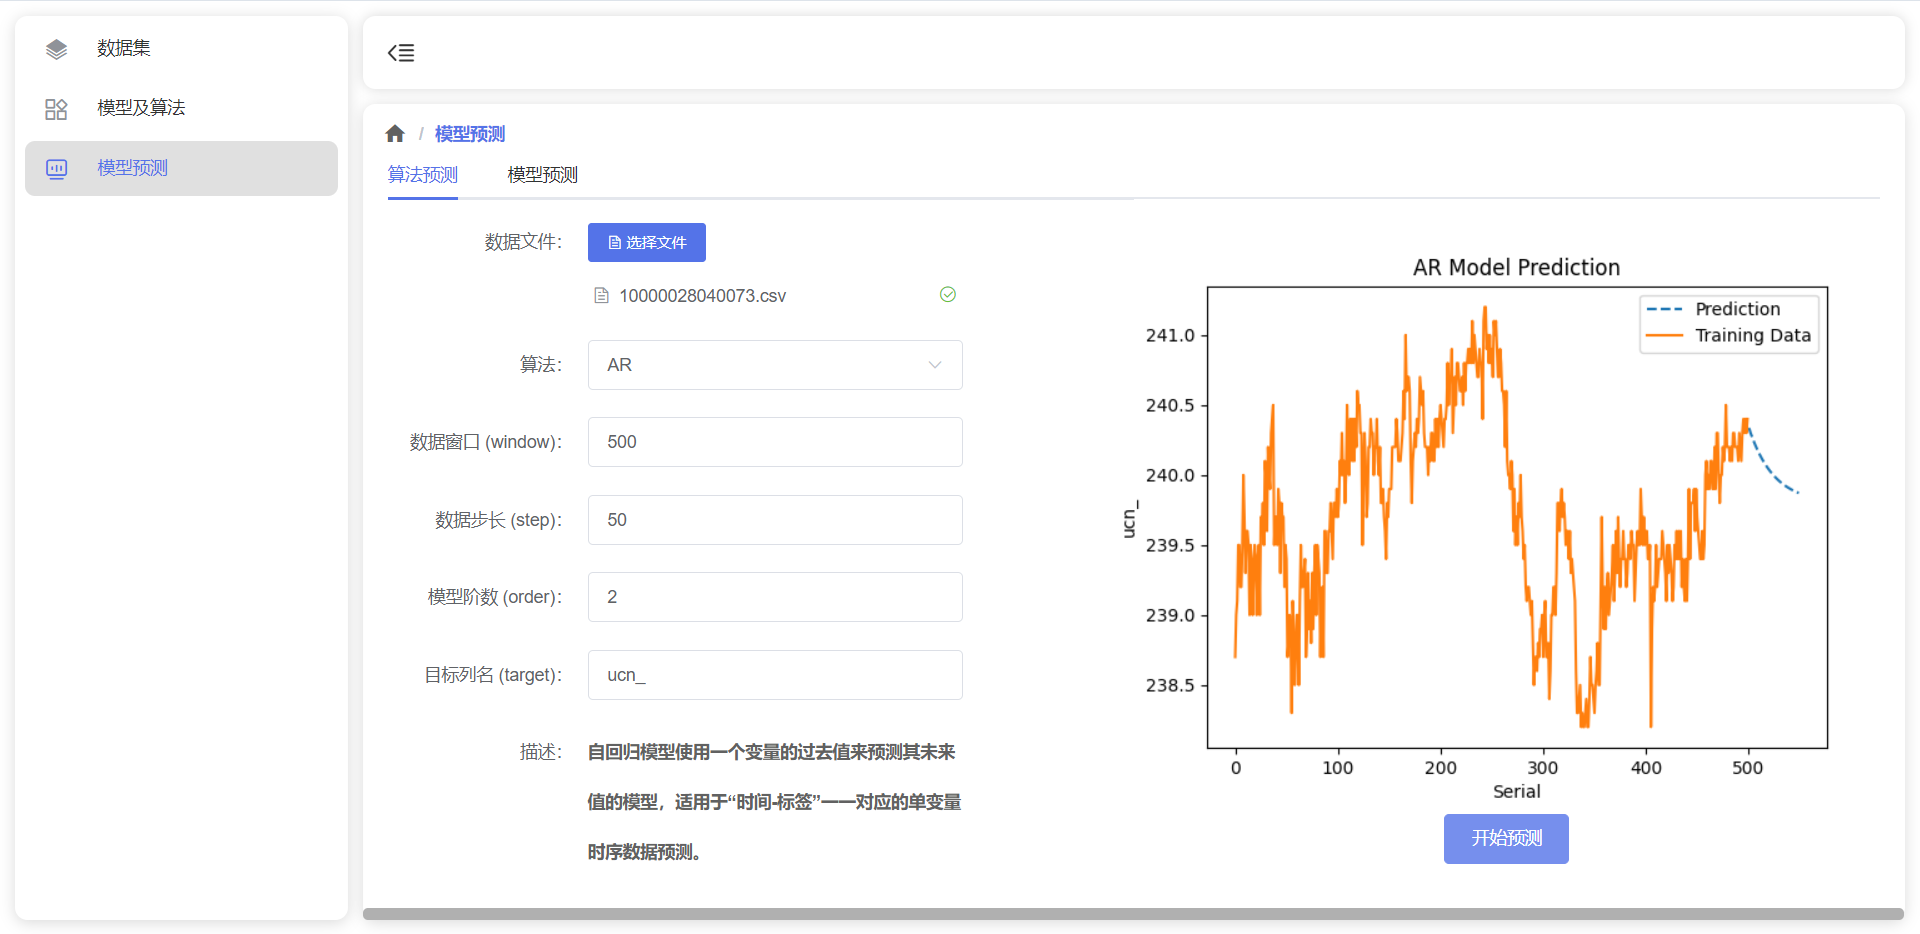 数据集
模型及算法
模型预测
/ 模型预测
算法预测 模型预测
数据文件: 选择文件
10000028040073.csv
算法: AR
数据窗口 (window): 500
数据步长 (step): 50
模型阶数 (order): 2
目标列名 (target): ucn_
描述: 自回归模型使用一个变量的过去值来预测其未来
值的模型，适用于“时间-标签”一一对应的单变量
时序数据预测。
AR Model Prediction
Prediction
Training Data
241.0
240.5
240.0
239.5
239.0
238.5
ucn_
0 100 200 300 400 500
Serial
开始预测